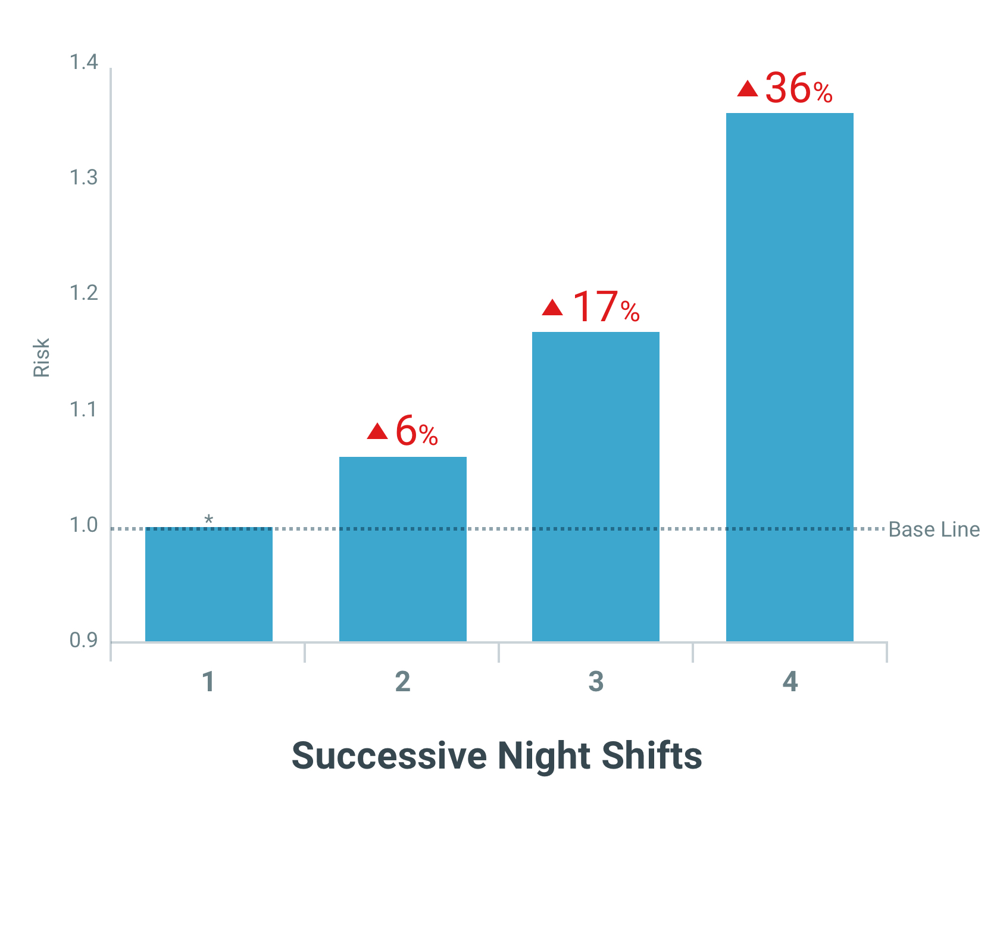 1.4
▲ 36%
1.3
1.2
▲ 17%
Risk
1.1
▲ 6%
*
1.0
Base Line
0.9
1 2 3 4
Successive Night Shifts